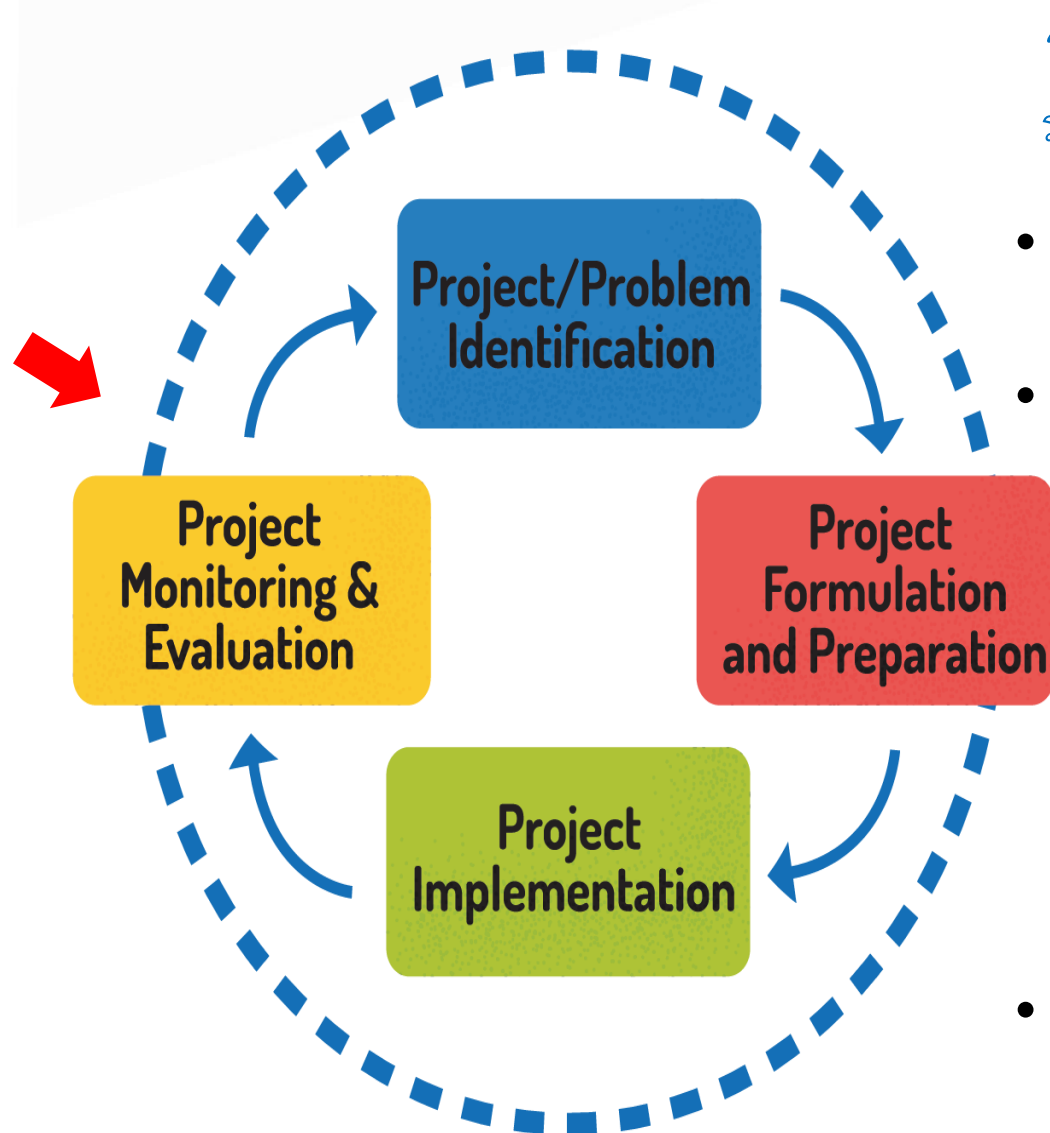 Project/Problem
Identification
Project
Formulation
and Preparation
Project
Implementation
Project
Monitoring &
Evaluation